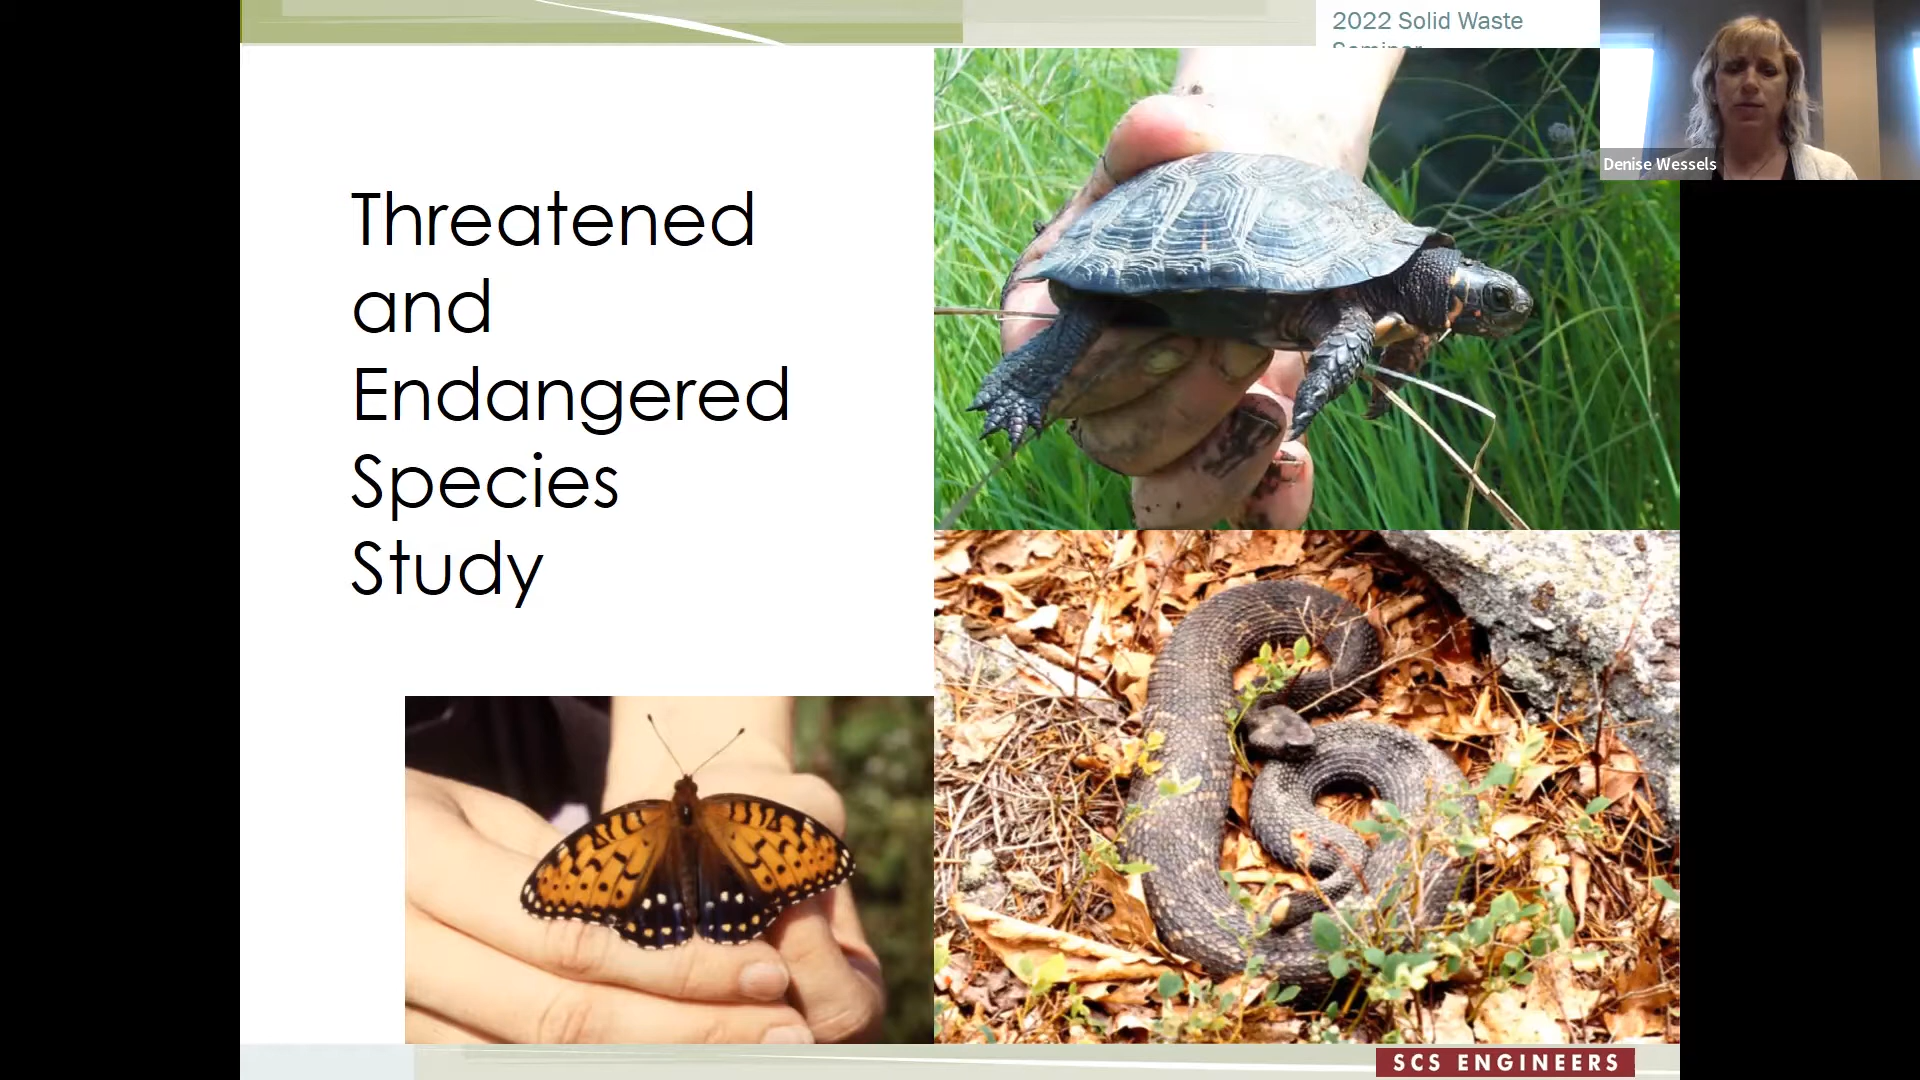 2022 Solid Waste
Seminar
Denise Wessels
Threatened
and
Endangered
Species
Study
SCS ENGINEERS